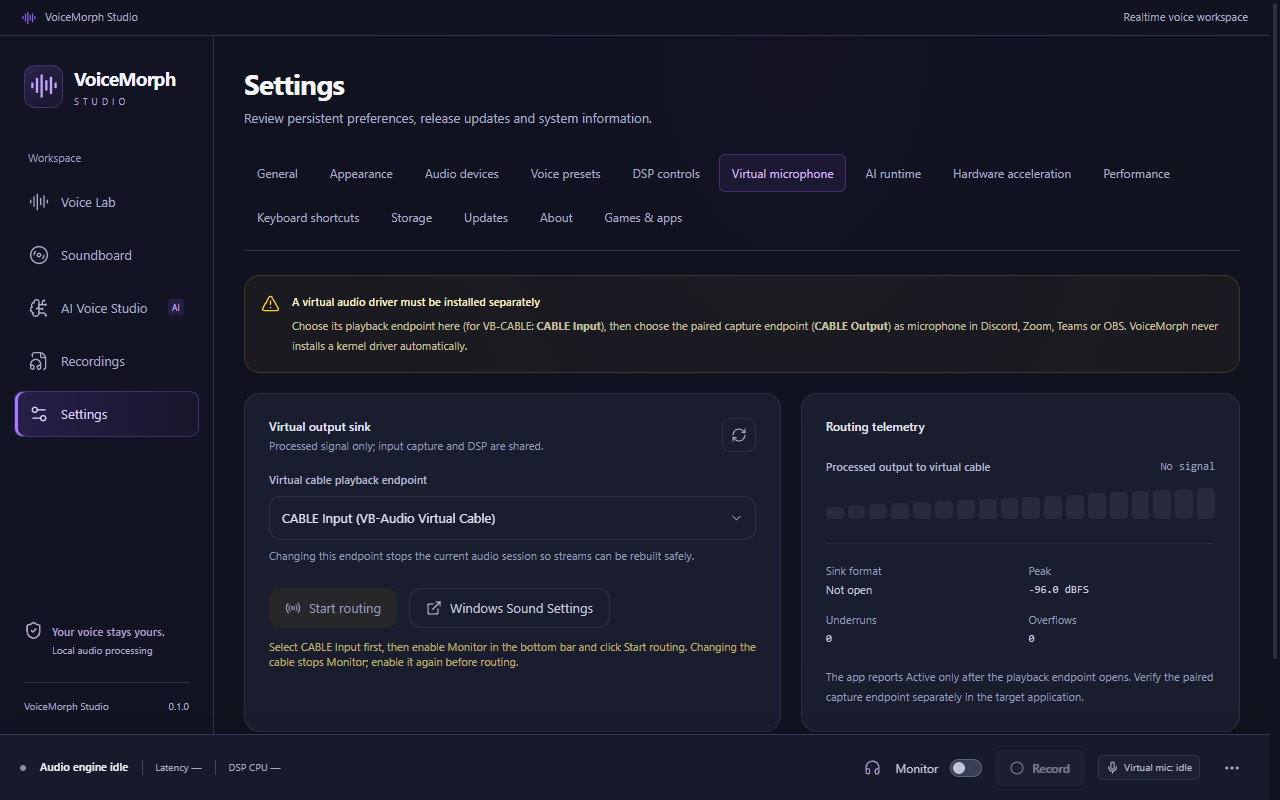 VoiceMorph Studio
Realtime voice workspace
VoiceMorph
STUDIO
Workspace
Voice Lab
Soundboard
AI Voice Studio AI
Recordings
Settings
Your voice stays yours.
Local audio processing
VoiceMorph Studio 0.1.0
Settings
Review persistent preferences, release updates and system information.
General Appearance Audio devices Voice presets DSP controls Virtual microphone AI runtime Hardware acceleration Performance
Keyboard shortcuts Storage Updates About Games & apps
A virtual audio driver must be installed separately
Choose its playback endpoint here (for VB-CABLE: CABLE Input), then choose the paired capture endpoint (CABLE Output) as microphone in Discord, Zoom, Teams or OBS. VoiceMorph never
installs a kernel driver automatically.
Virtual output sink
Processed signal only; input capture and DSP are shared.
Virtual cable playback endpoint
CABLE Input (VB-Audio Virtual Cable)
Changing this endpoint stops the current audio session so streams can be rebuilt safely.
Start routing Windows Sound Settings
Select CABLE Input first, then enable Monitor in the bottom bar and click Start routing. Changing the
cable stops Monitor; enable it again before routing.
Routing telemetry
Processed output to virtual cable No signal
Sink format Peak
Not open -96.0 dBFS
Underruns Overflows
0 0
The app reports Active only after the playback endpoint opens. Verify the paired
capture endpoint separately in the target application.
Audio engine idle Latency — DSP CPU —
Monitor Record Virtual mic: idle